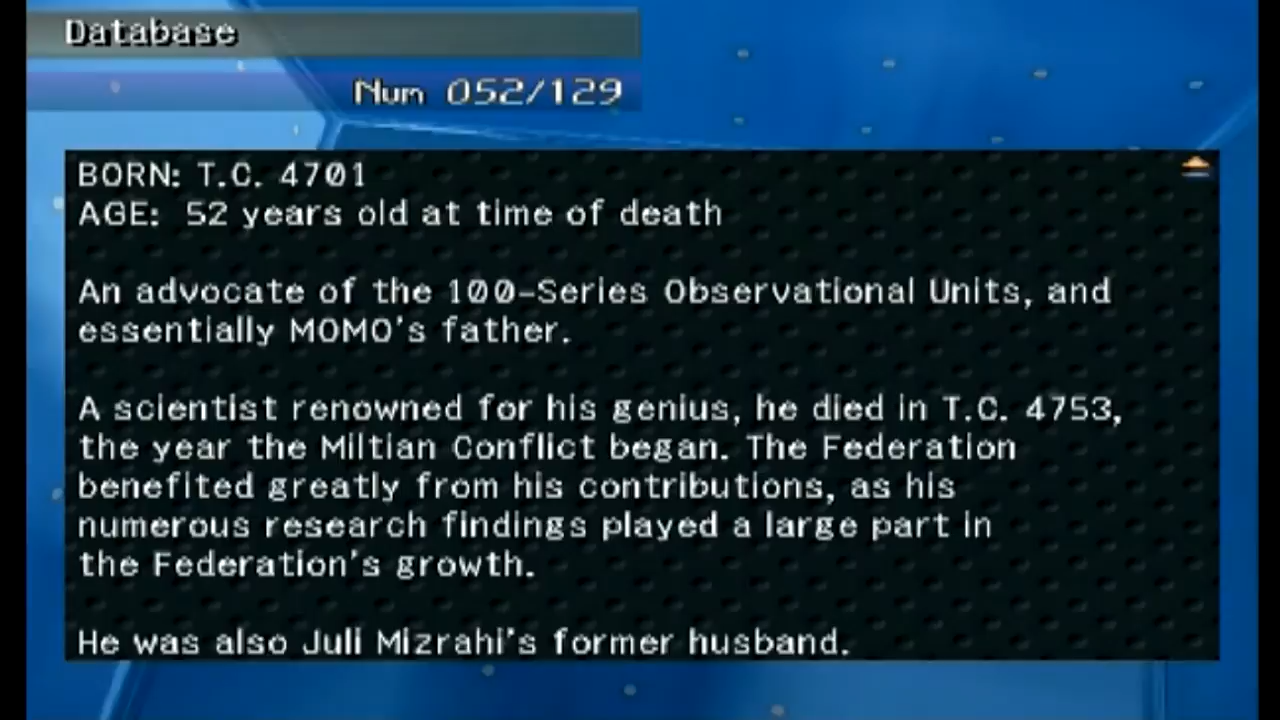 Database
Num 052/129
BORN: T.C. 4701
AGE: 52 years old at time of death
An advocate of the 100-Series Observational Units, and
essentially MOMO's father.
A scientist renowned for his genius, he died in T.C. 4753,
the year the Miltian Conflict began. The Federation
benefited greatly from his contributions, as his
numerous research findings played a large part in
the Federation's growth.
He was also Juli Mizrahi's former husband.